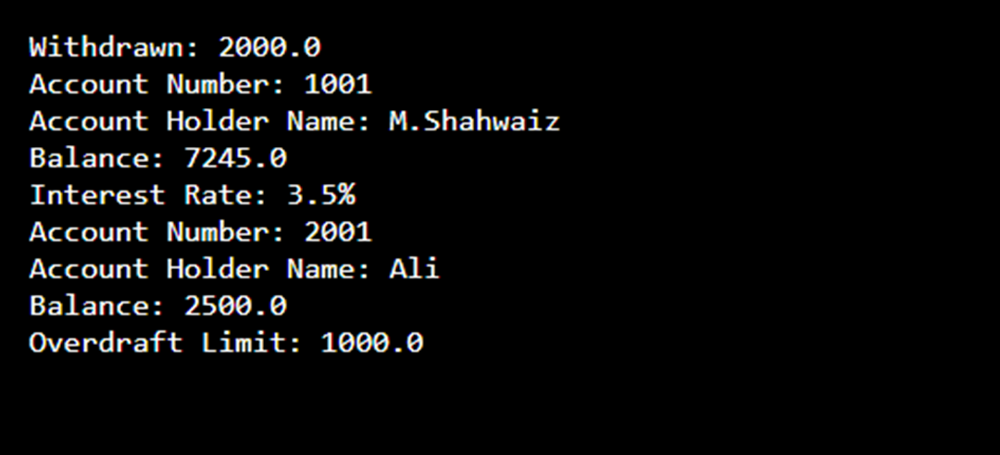 Withdrawn: 2000.0
Account Number: 1001
Account Holder Name: M.Shahwaiz
Balance: 7245.0
Interest Rate: 3.5%
Account Number: 2001
Account Holder Name: Ali
Balance: 2500.0
Overdraft Limit: 1000.0